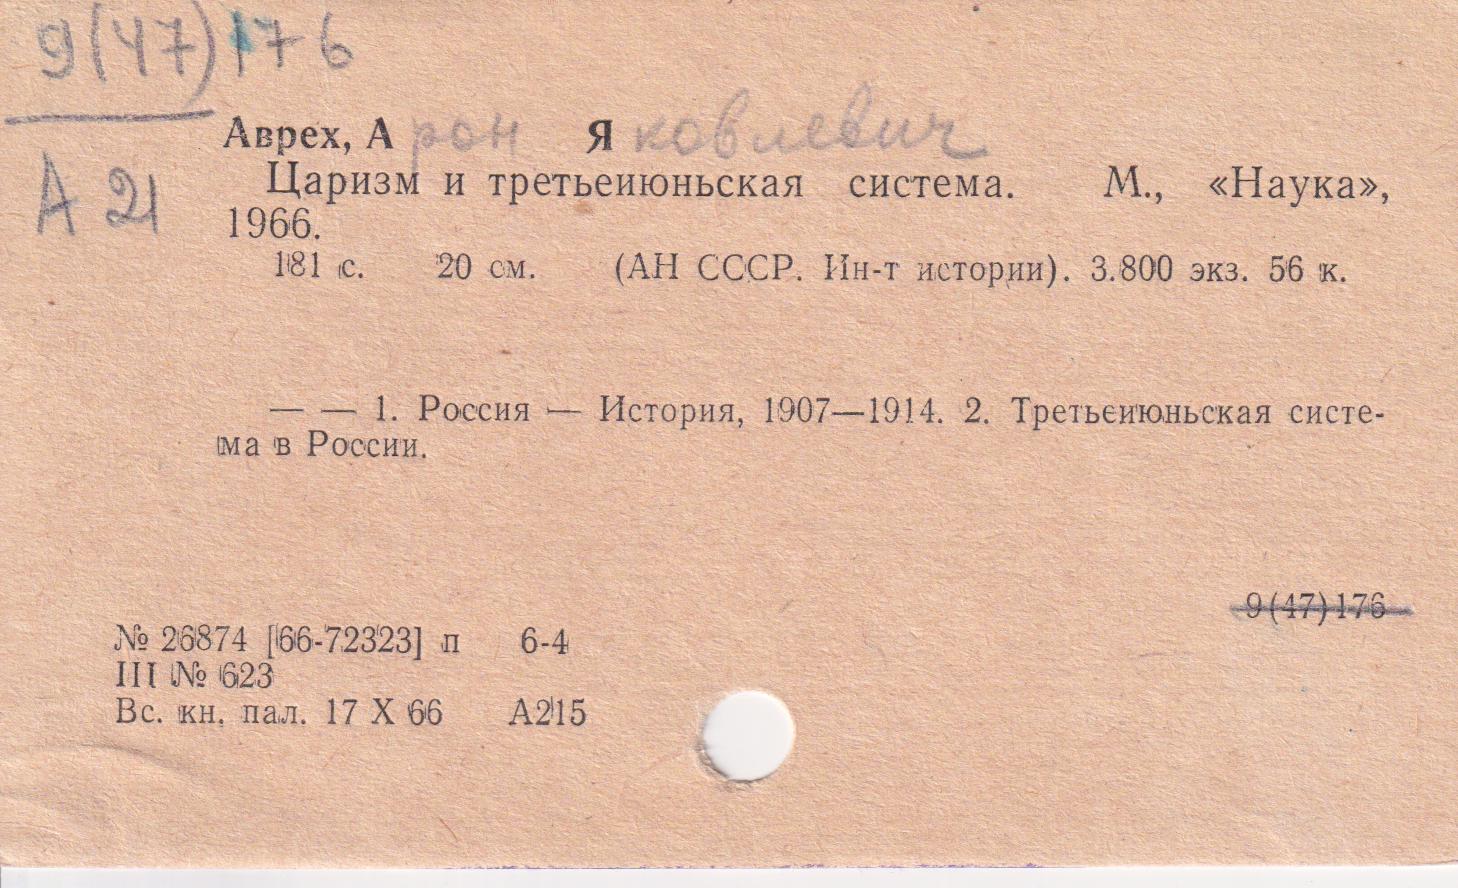 9(47)176
А 21
Аврех, Арон Яковлевич
Царизм и третьеиюньская система. М., «Наука»,
1966.
181 с. 20 см. (АН СССР. Ин-т истории). 3.800 экз. 56 к.
— — 1. Россия — История, 1907—1914. 2. Третьеиюньская систе-
ма в России.
9(47)176
№ 26874 [66-72323] п 6-4
III № 623
Вс. кн. пал. 17 X 66 А215